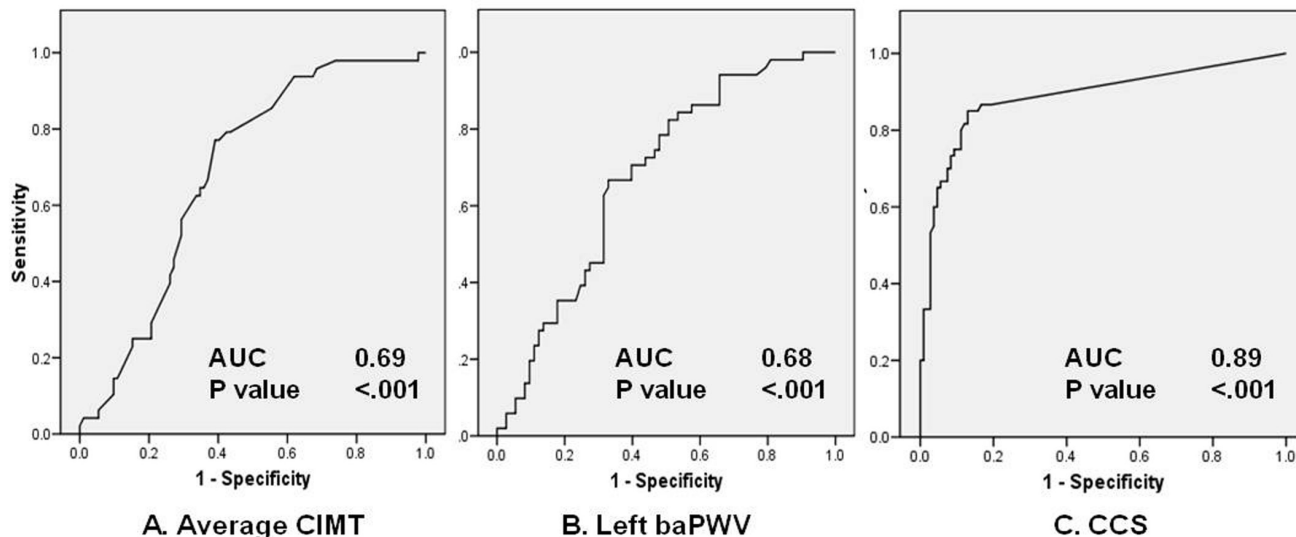 1.0
0.8
0.6
0.4
0.2
0.0
Sensitivity
0.0 0.2 0.4 0.6 0.8 1.0
1 - Specificity
AUC 0.69
P value <.001
A. Average CIMT
.0
.8
.6
.4
.2
.0
0.0 0.2 0.4 0.6 0.8 1.0
1 - Specificity
AUC 0.68
P value <.001
B. Left baPWV
1.0
0.8
0.6
0.4
0.2
0.0
0.0 0.2 0.4 0.6 0.8 1.0
1 - Specificity
AUC 0.89
P value <.001
C. CCS